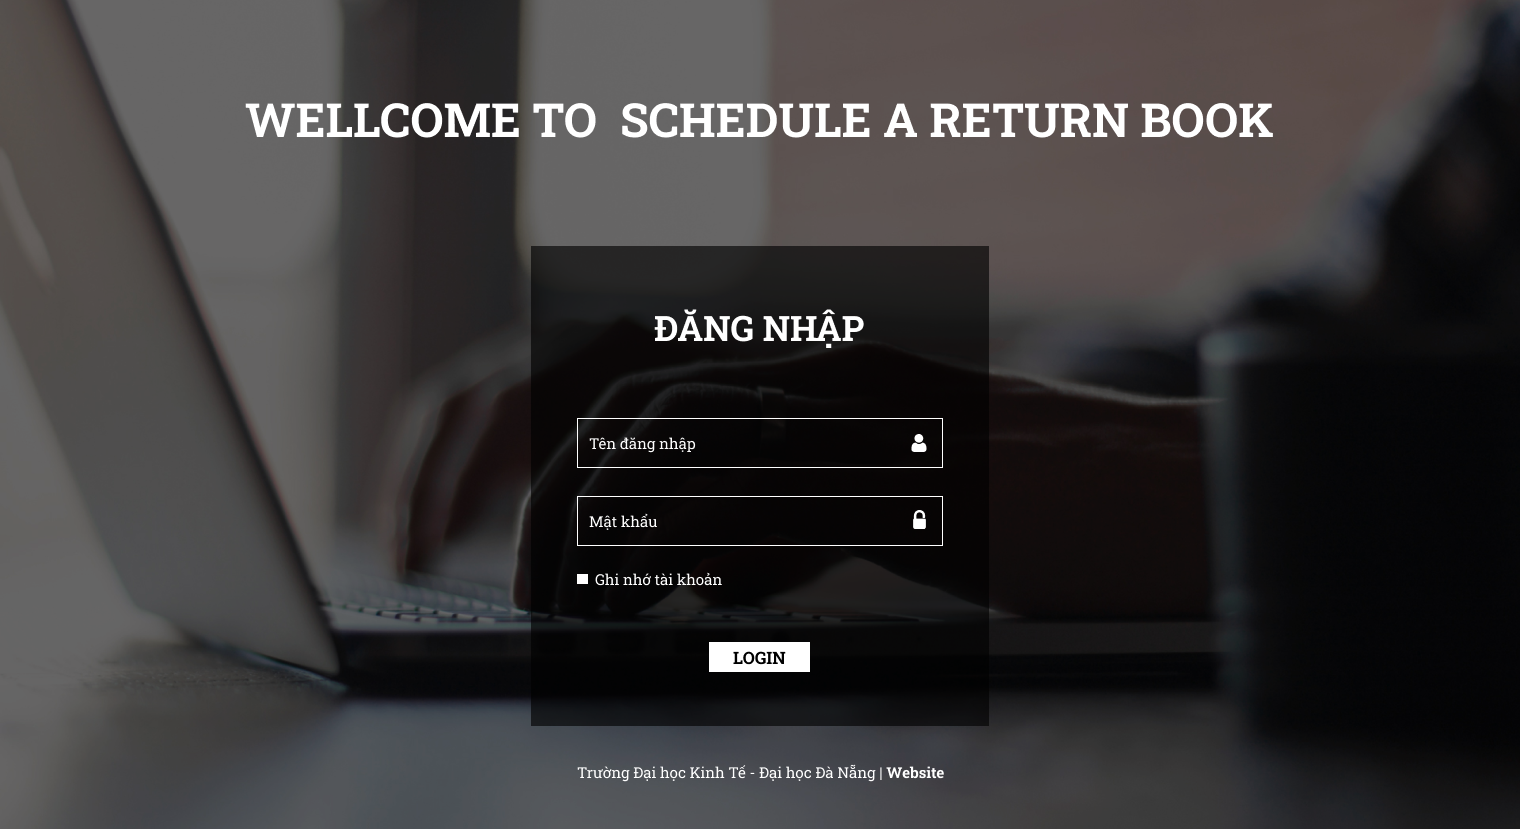 WELLCOME TO  SCHEDULE A RETURN BOOK
ĐĂNG NHẬP
Tên đăng nhập
Mật khẩu
Ghi nhớ tài khoản
LOGIN
Trường Đại học Kinh Tế - Đại học Đà Nẵng | Website